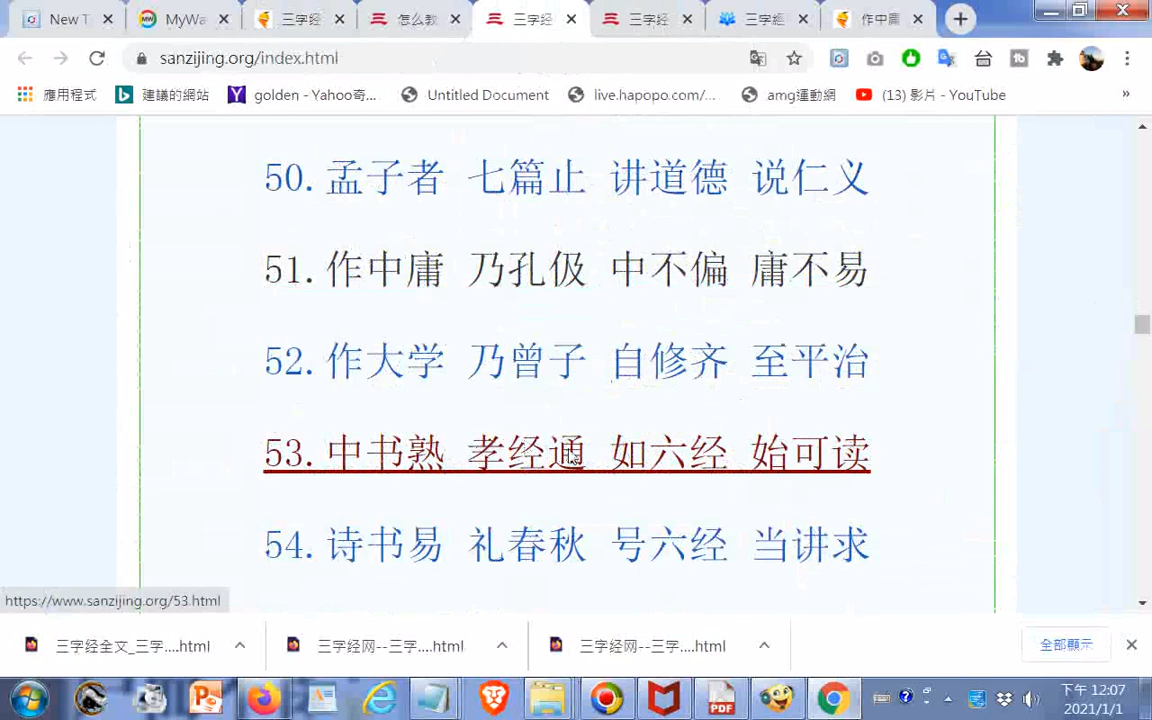 New T
MyWa
三字经
怎么教
三字经
三字经
三字經
作中庸
sanzijing.org/index.html
應用程式
建議的網站
golden - Yahoo奇...
Untitled Document
live.hapopo.com/...
amg運動網
(13) 影片 - YouTube
»
50. 孟子者 七篇止 讲道德 说仁义
51. 作中庸 乃孔伋 中不偏 庸不易
52. 作大学 乃曾子 自修齐 至平治
53. 中书熟 孝经通 如六经 始可读
54. 诗书易 礼春秋 号六经 当讲求
https://www.sanzijing.org/53.html
三字经全文_三字....html
三字经网--三字....html
三字经网--三字....html
全部顯示
下午 12:07
2021/1/1